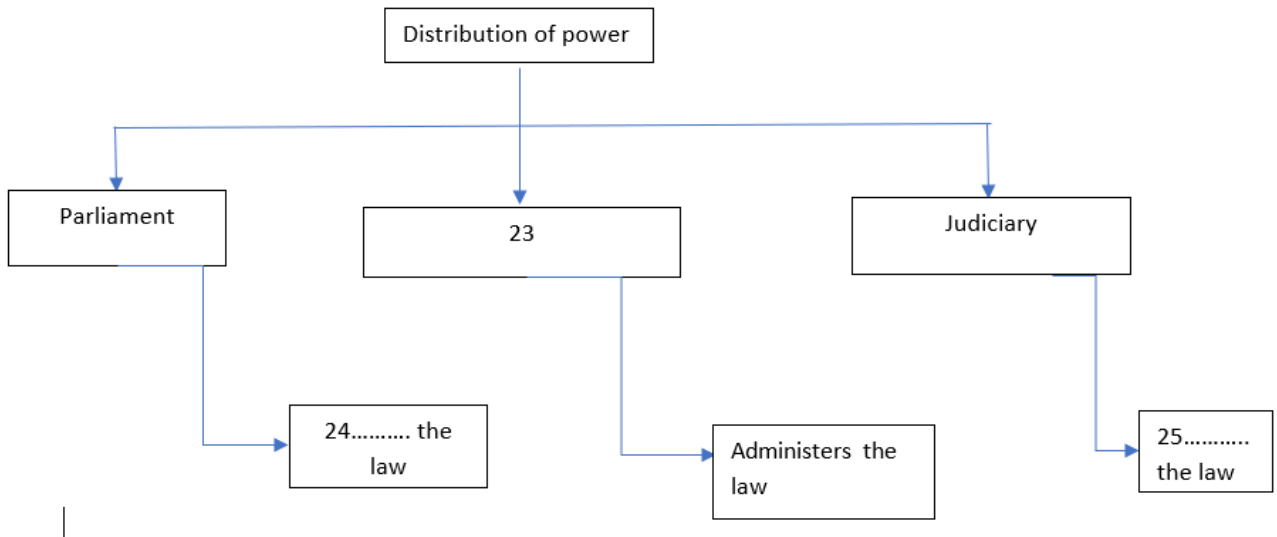 Distribution of power
Parliament
23
Judiciary
24.......... the
law
Administers the
law
25...........
the law